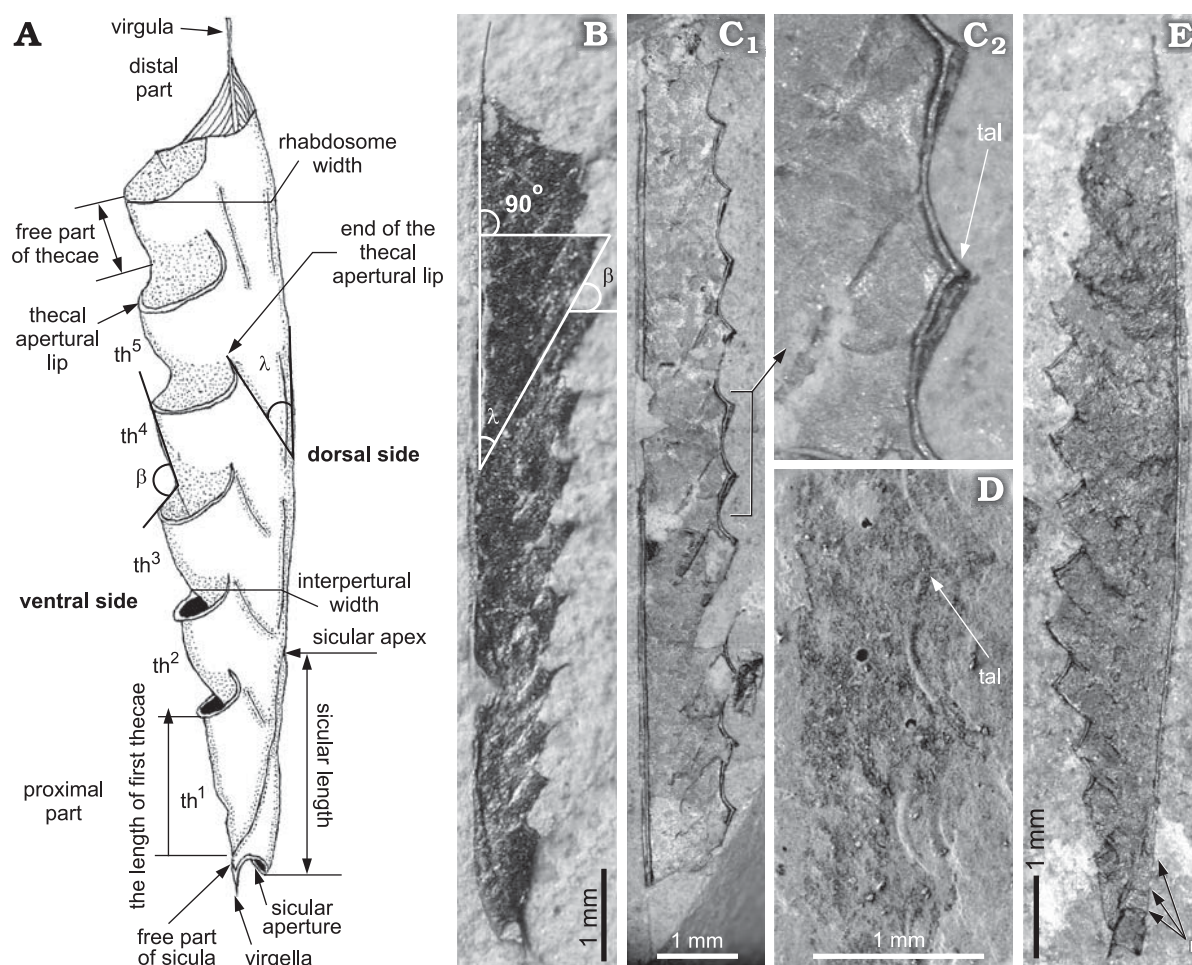 A
virgula
distal
part
rhabdosome
width
free part
of thecae
end of the
thecal
apertural lip
thecal
apertural
lip
th5
λ
th4
dorsal side
β
th3
ventral side
interpertural
width
sicular apex
th2
the length of first thecae
sicular length
proximal
part
th1
sicular
aperture
free part
of sicula
virgella
B
90°
β
λ
1 mm
C1
1 mm
C2
tal
D
tal
1 mm
E
1 mm